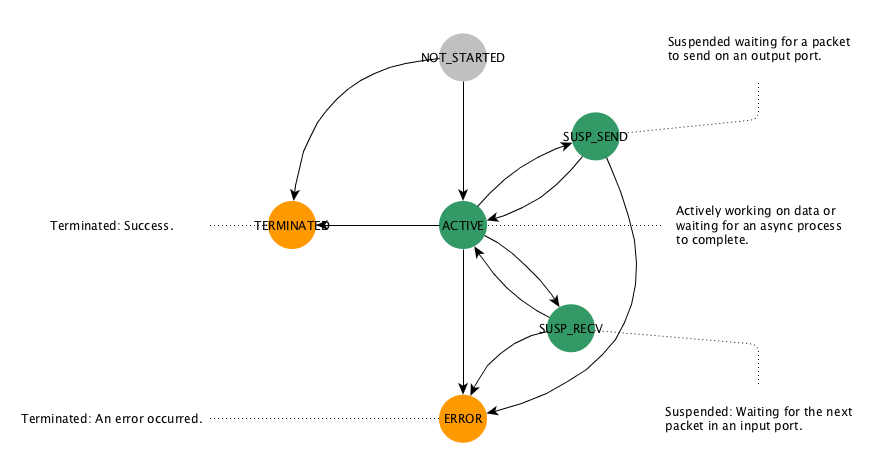 Suspended waiting for a packet
to send on an output port.
NOT_STARTED
SUSP_SEND
Actively working on data or
waiting for an async process
to complete.
Terminated: Success.
TERMINATED
ACTIVE
SUSP_RECV
Terminated: An error occurred.
ERROR
Suspended: Waiting for the next
packet in an input port.